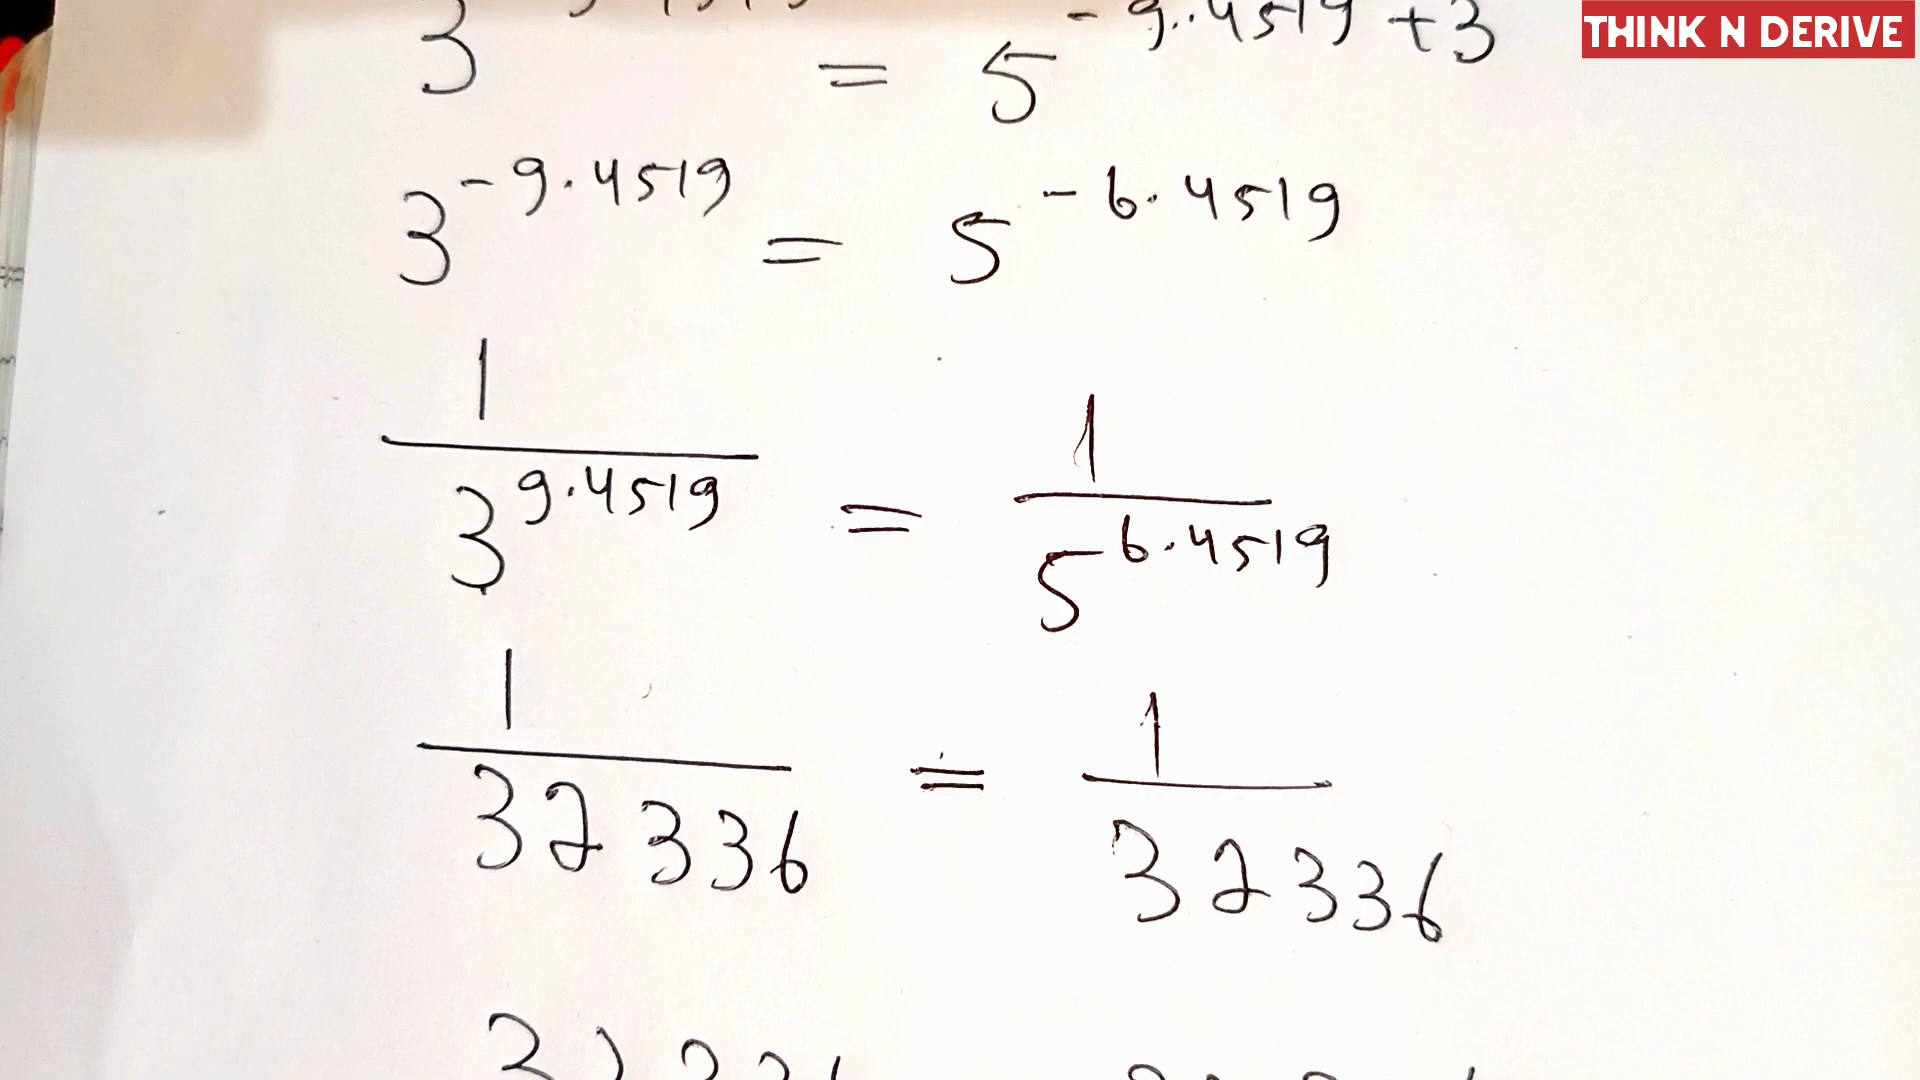 THINK N DERIVE
3 = 5^{-9.4519+3}
3^{-9.4519} = 5^{-6.4519}
1/3^{9.4519} = 1/5^{6.4519}
1/32336 = 1/32336